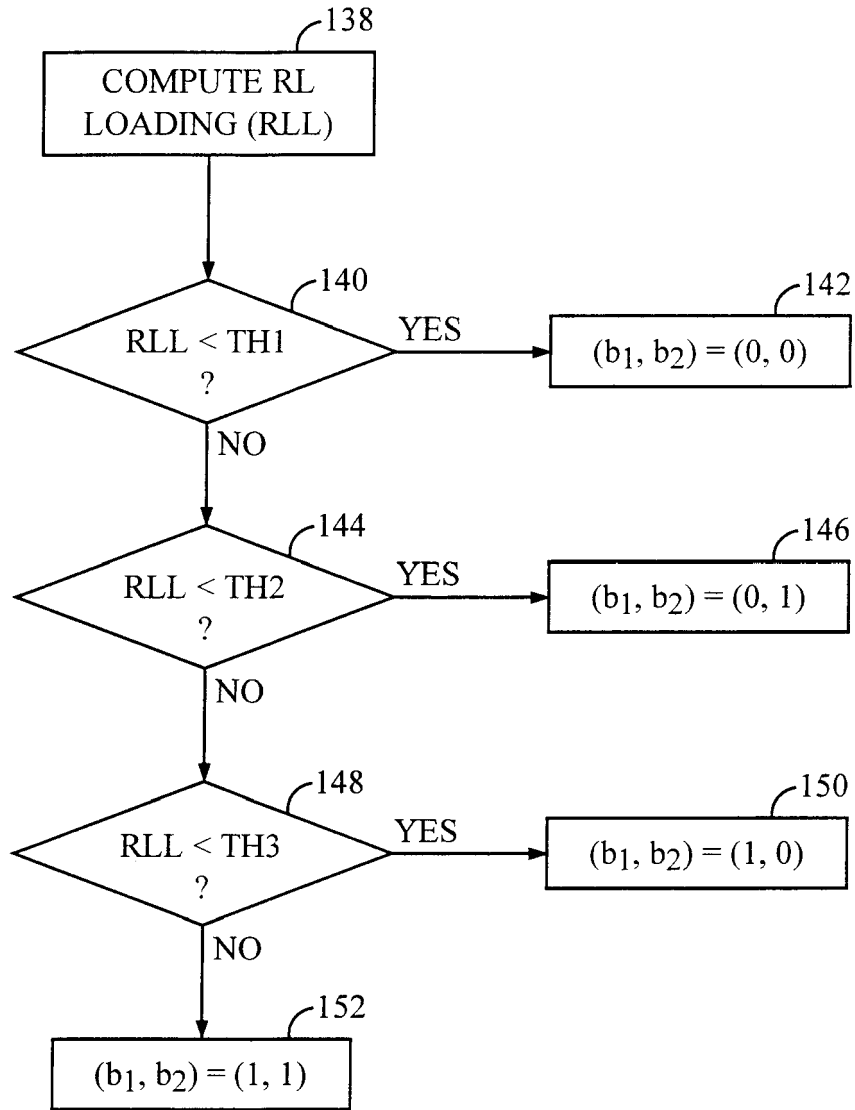 138
COMPUTE RL
LOADING (RLL)
140
RLL < TH1
?
YES
142
(b₁, b₂) = (0, 0)
NO
144
RLL < TH2
?
YES
146
(b₁, b₂) = (0, 1)
NO
148
RLL < TH3
?
YES
150
(b₁, b₂) = (1, 0)
NO
152
(b₁, b₂) = (1, 1)